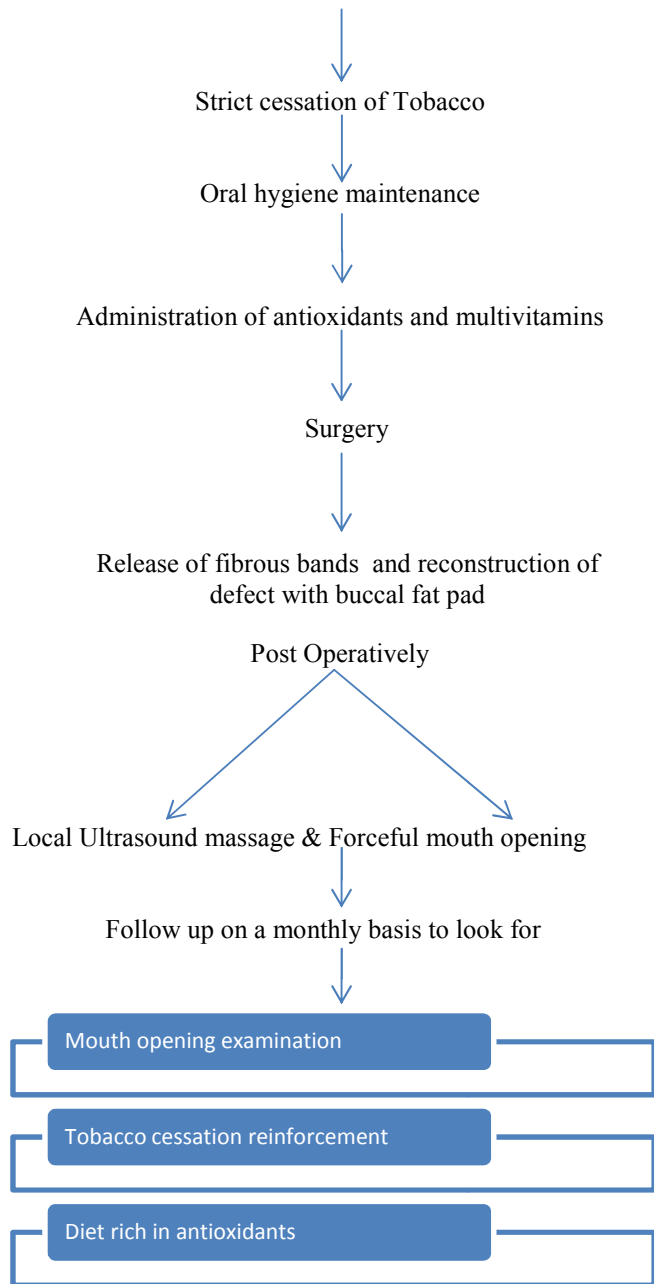 Strict cessation of Tobacco
Oral hygiene maintenance
Administration of antioxidants and multivitamins
Surgery
Release of fibrous bands and reconstruction of
defect with buccal fat pad
Post Operatively
Local Ultrasound massage & Forceful mouth opening
Follow up on a monthly basis to look for
Mouth opening examination
Tobacco cessation reinforcement
Diet rich in antioxidants